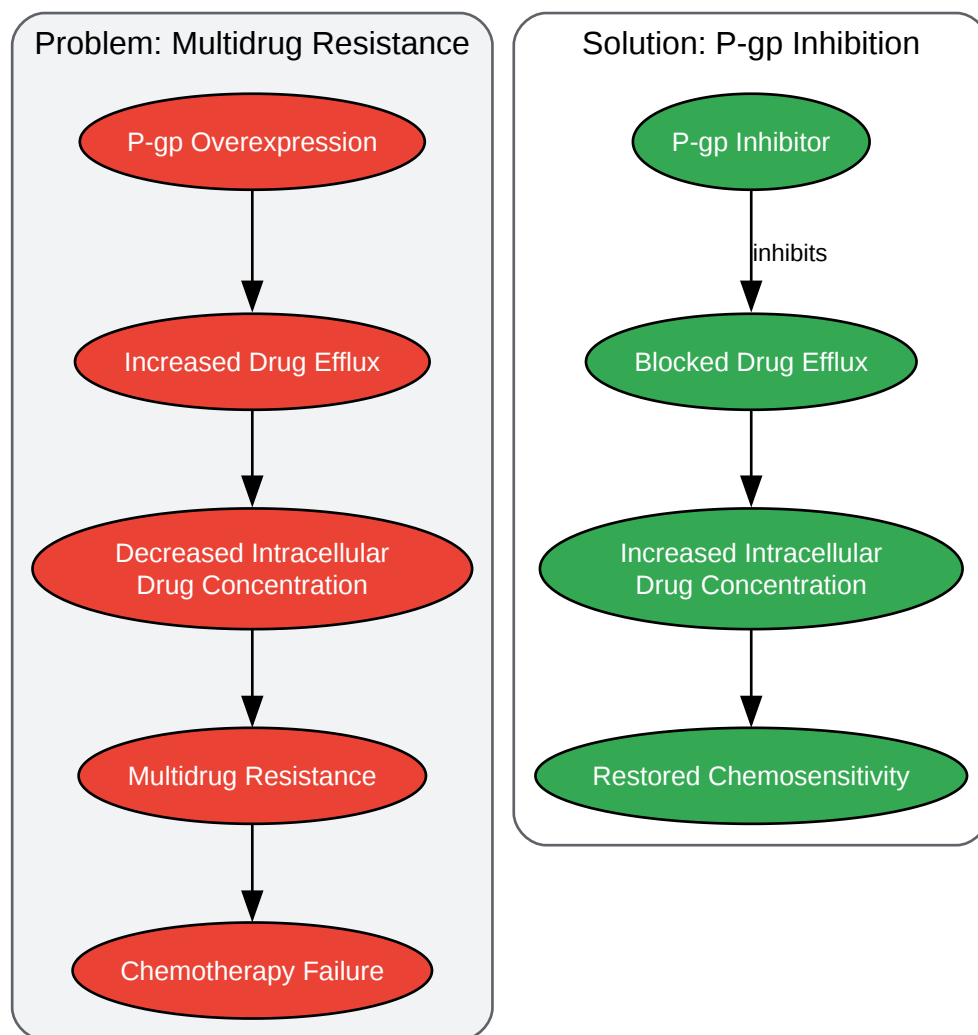 Problem: Multidrug Resistance
P-gp Overexpression
Increased Drug Efflux
Decreased Intracellular
Drug Concentration
Multidrug Resistance
Chemotherapy Failure
Solution: P-gp Inhibition
P-gp Inhibitor
inhibits
Blocked Drug Efflux
Increased Intracellular
Drug Concentration
Restored Chemosensitivity